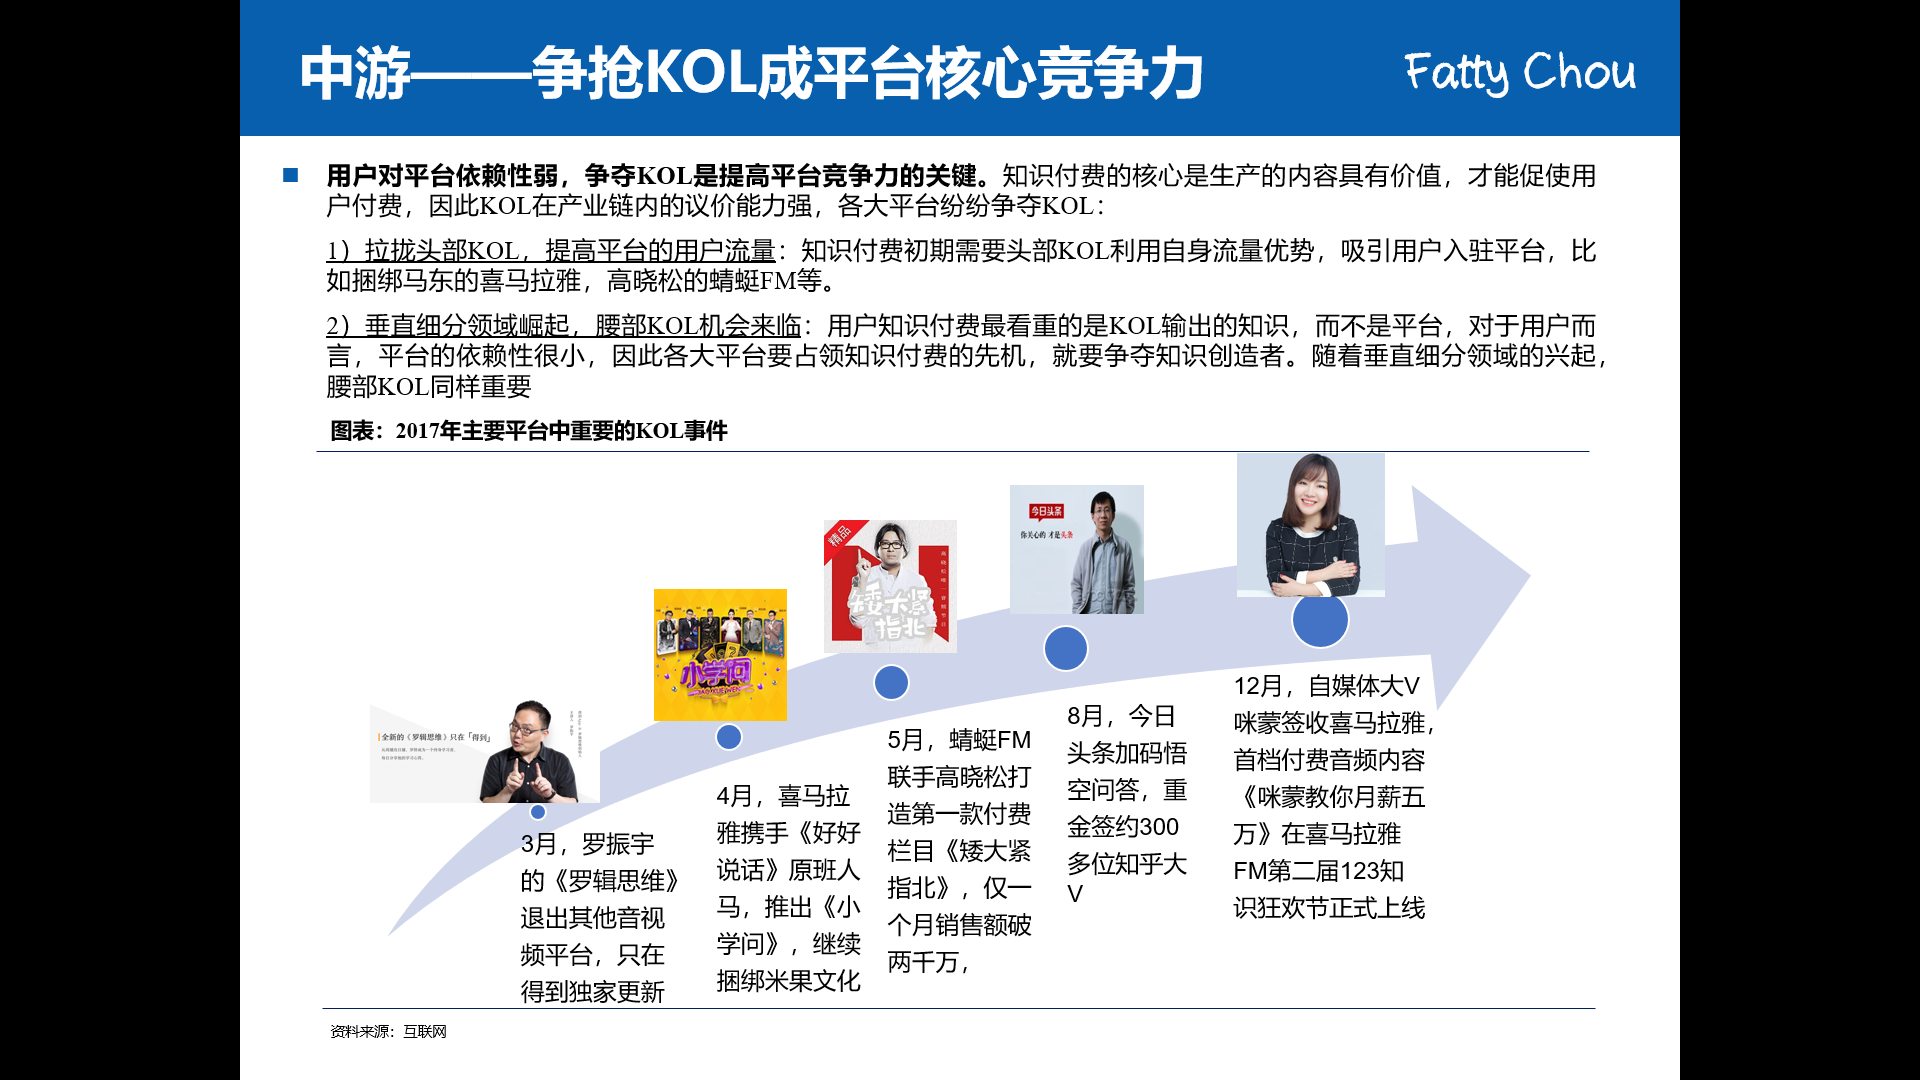 中游——争抢KOL成平台核心竞争力
Fatty Chou
用户对平台依赖性弱，争夺KOL是提高平台竞争力的关键。知识付费的核心是生产的内容具有价值，才能促使用
户付费，因此KOL在产业链内的议价能力强，各大平台纷纷争夺KOL：
1）拉拢头部KOL，提高平台的用户流量：知识付费初期需要头部KOL利用自身流量优势，吸引用户入驻平台，比
如捆绑马东的喜马拉雅，高晓松的蜻蜓FM等。
2）垂直细分领域崛起，腰部KOL机会来临：用户知识付费最看重的是KOL输出的知识，而不是平台，对于用户而
言，平台的依赖性很小，因此各大平台要占领知识付费的先机，就要争夺知识创造者。随着垂直细分领域的兴起，
腰部KOL同样重要
图表：2017年主要平台中重要的KOL事件
全新的《罗辑思维》只在「得到」
3月，罗振宇
的《罗辑思维》
退出其他音视
频平台，只在
得到独家更新
小学问
XIAO XUE WEN
4月，喜马拉
雅携手《好好
说话》原班人
马，推出《小
学问》，继续
捆绑米果文化
精品
矮大紧
指北
5月，蜻蜓FM
联手高晓松打
造第一款付费
栏目《矮大紧
指北》，仅一
个月销售额破
两千万，
今日头条
你关心的 才是头条
8月，今日
头条加码悟
空问答，重
金签约300
多位知乎大
V
12月，自媒体大V
咪蒙签收喜马拉雅，
首档付费音频内容
《咪蒙教你月薪五
万》在喜马拉雅
FM第二届123知
识狂欢节正式上线
资料来源：互联网